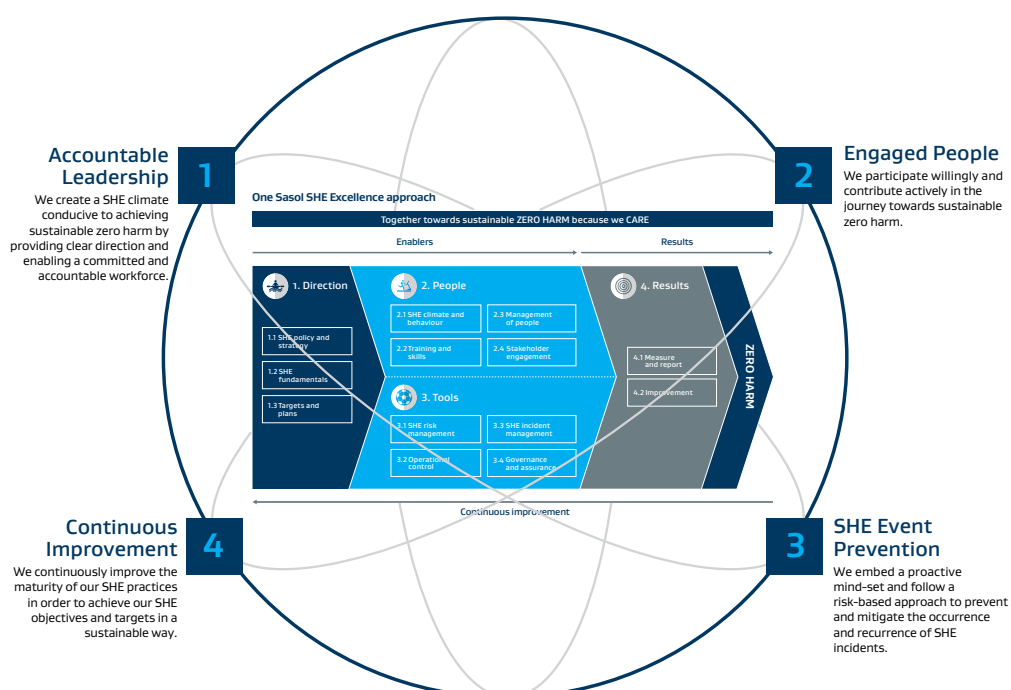 Accountable
Leadership
1
We create a SHE climate
conducive to achieving
sustainable zero harm by
providing clear direction and
enabling a committed and
accountable workforce.
2
Engaged People
We participate willingly and
contribute actively in the
journey towards sustainable
zero harm.
One Sasol SHE Excellence approach
Together towards sustainable ZERO HARM because we CARE
Enablers
Results
1. Direction
1.1 SHE policy and
strategy
1.2 SHE
fundamentals
1.3 Targets and
plans
2. People
2.1 SHE climate and
behaviour
2.3 Management
of people
2.2 Training and
skills
2.4 Stakeholder
engagement
3. Tools
3.1 SHE risk
management
3.3 SHE incident
management
3.2 Operational
control
3.4 Governance
and assurance
4. Results
4.1 Measure
and report
4.2 Improvement
ZERO HARM
Continuous improvement
Continuous
Improvement
4
We continuously improve the
maturity of our SHE practices
in order to achieve our SHE
objectives and targets in a
sustainable way.
3
SHE Event
Prevention
We embed a proactive
mind-set and follow a
risk-based approach to prevent
and mitigate the occurrence
and recurrence of SHE
incidents.